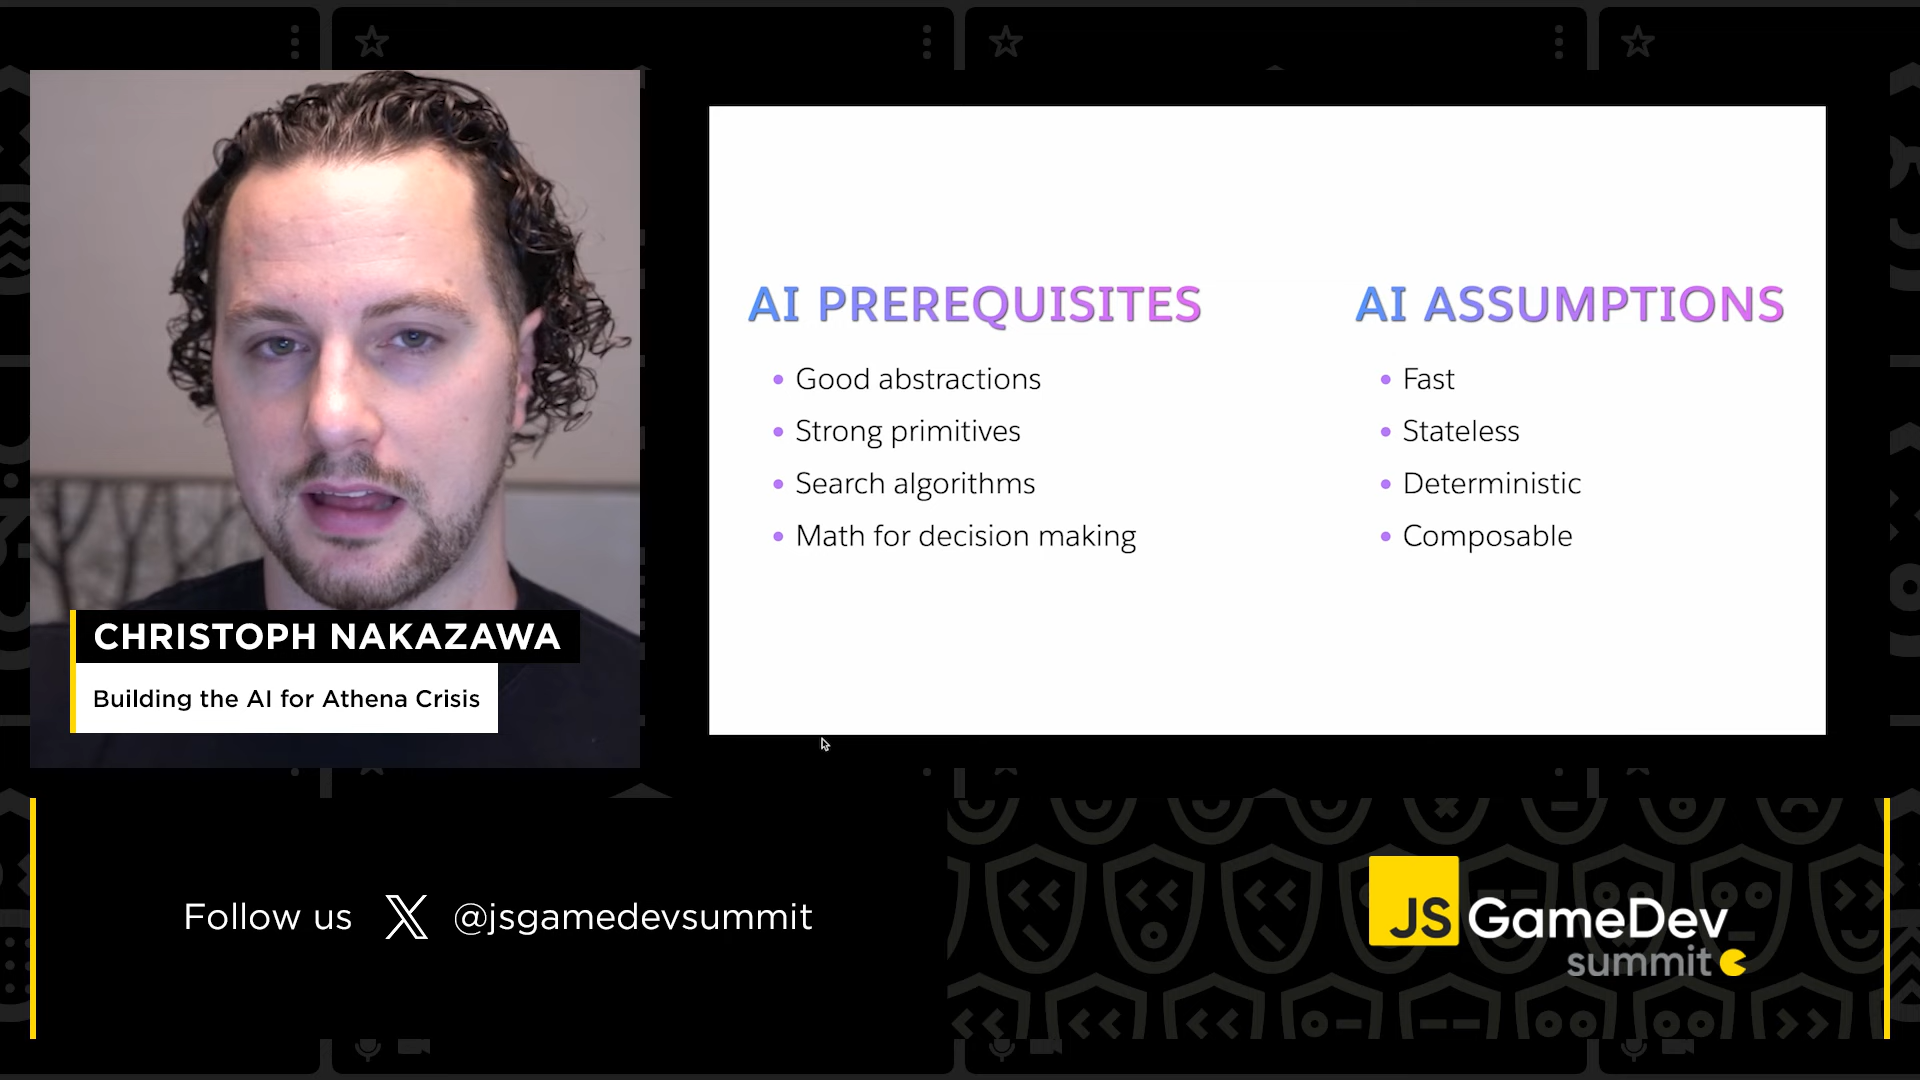 CHRISTOPH NAKAZAWA
Building the AI for Athena Crisis
AI PREREQUISITES
Good abstractions
Strong primitives
Search algorithms
Math for decision making
AI ASSUMPTIONS
Fast
Stateless
Deterministic
Composable
Follow us X @jsgamedevsummit
JS GameDev
summit